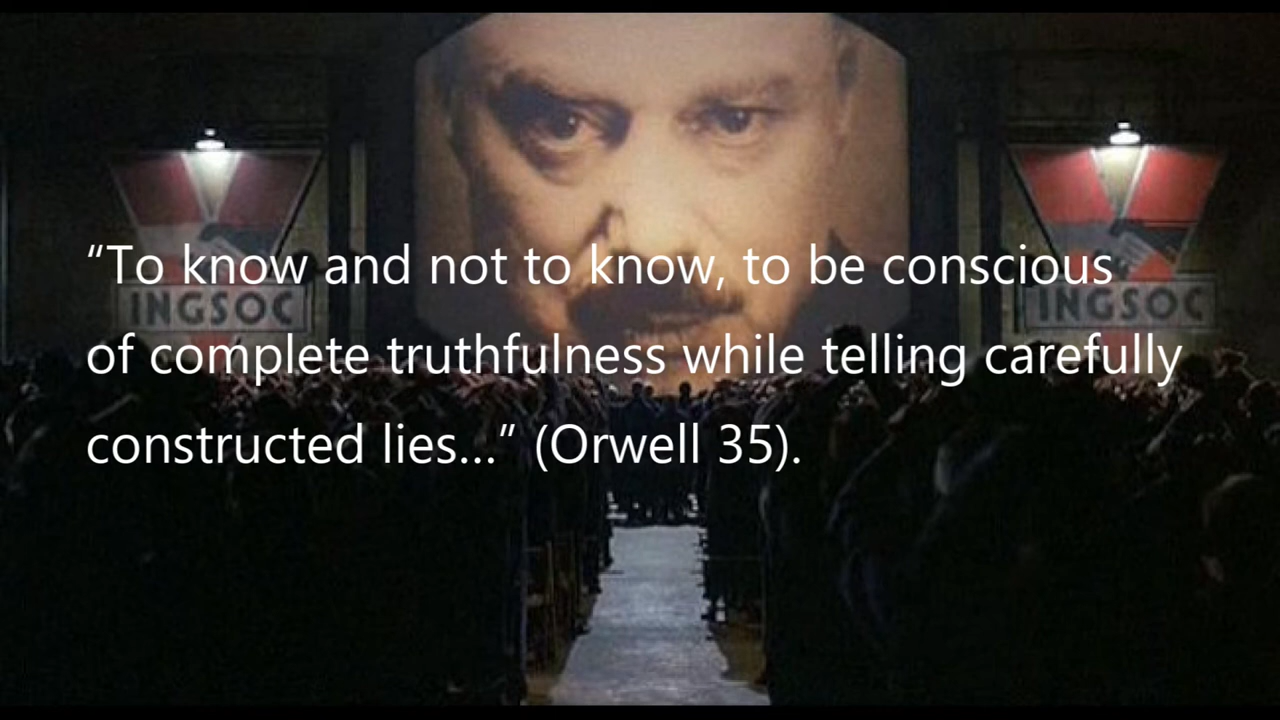 “To know and not to know, to be conscious
INGSOC
INGSOC
of complete truthfulness while telling carefully
constructed lies...” (Orwell 35).